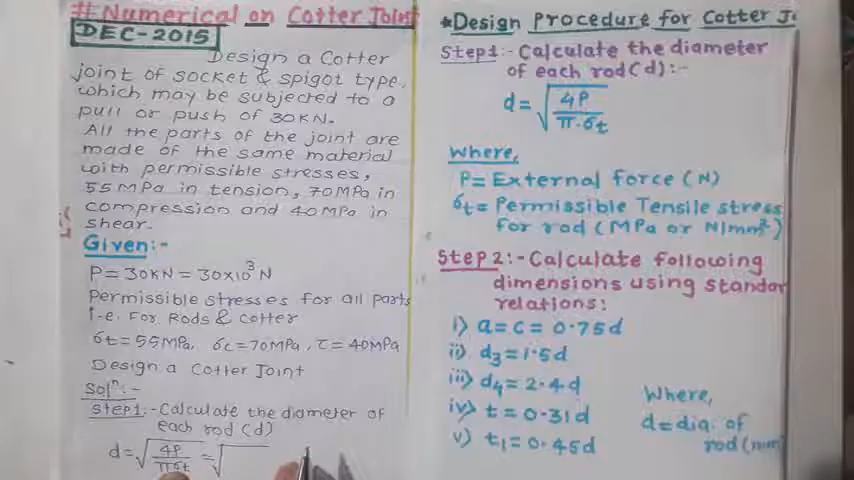 # Numerical on Cotter Joint
DEC-2015
Design a Cotter
joint of socket & spigot type,
which may be subjected to a
pull or push of 30KN.
All the parts of the joint are
made of the same material
with permissible stresses,
55MPa in tension, 70MPa in
compression and 40MPa in
shear.
Given:-
P = 30KN = 30×10³ N
Permissible stresses for all parts
i.e. For Rods & Cotter
σt = 55MPa, σc = 70MPa, τ = 40MPa
Design a Cotter Joint
Solⁿ:-
Step1:- Calculate the diameter of
each rod (d)
d = √(4P/πσt) = √
*Design Procedure for Cotter J
Step1:- Calculate the diameter
of each rod (d):-
d = √(4P/π.σt)
Where,
P = External force (N)
σt = Permissible Tensile stress
for rod (MPa or N/mm²)
Step2:- Calculate following
dimensions using standar
relations:
i) a = c = 0.75d
ii) d3 = 1.5d
iii) d4 = 2.4d
iv) t = 0.31d
v) t1 = 0.45d
Where,
d = dia. of
rod (mm)